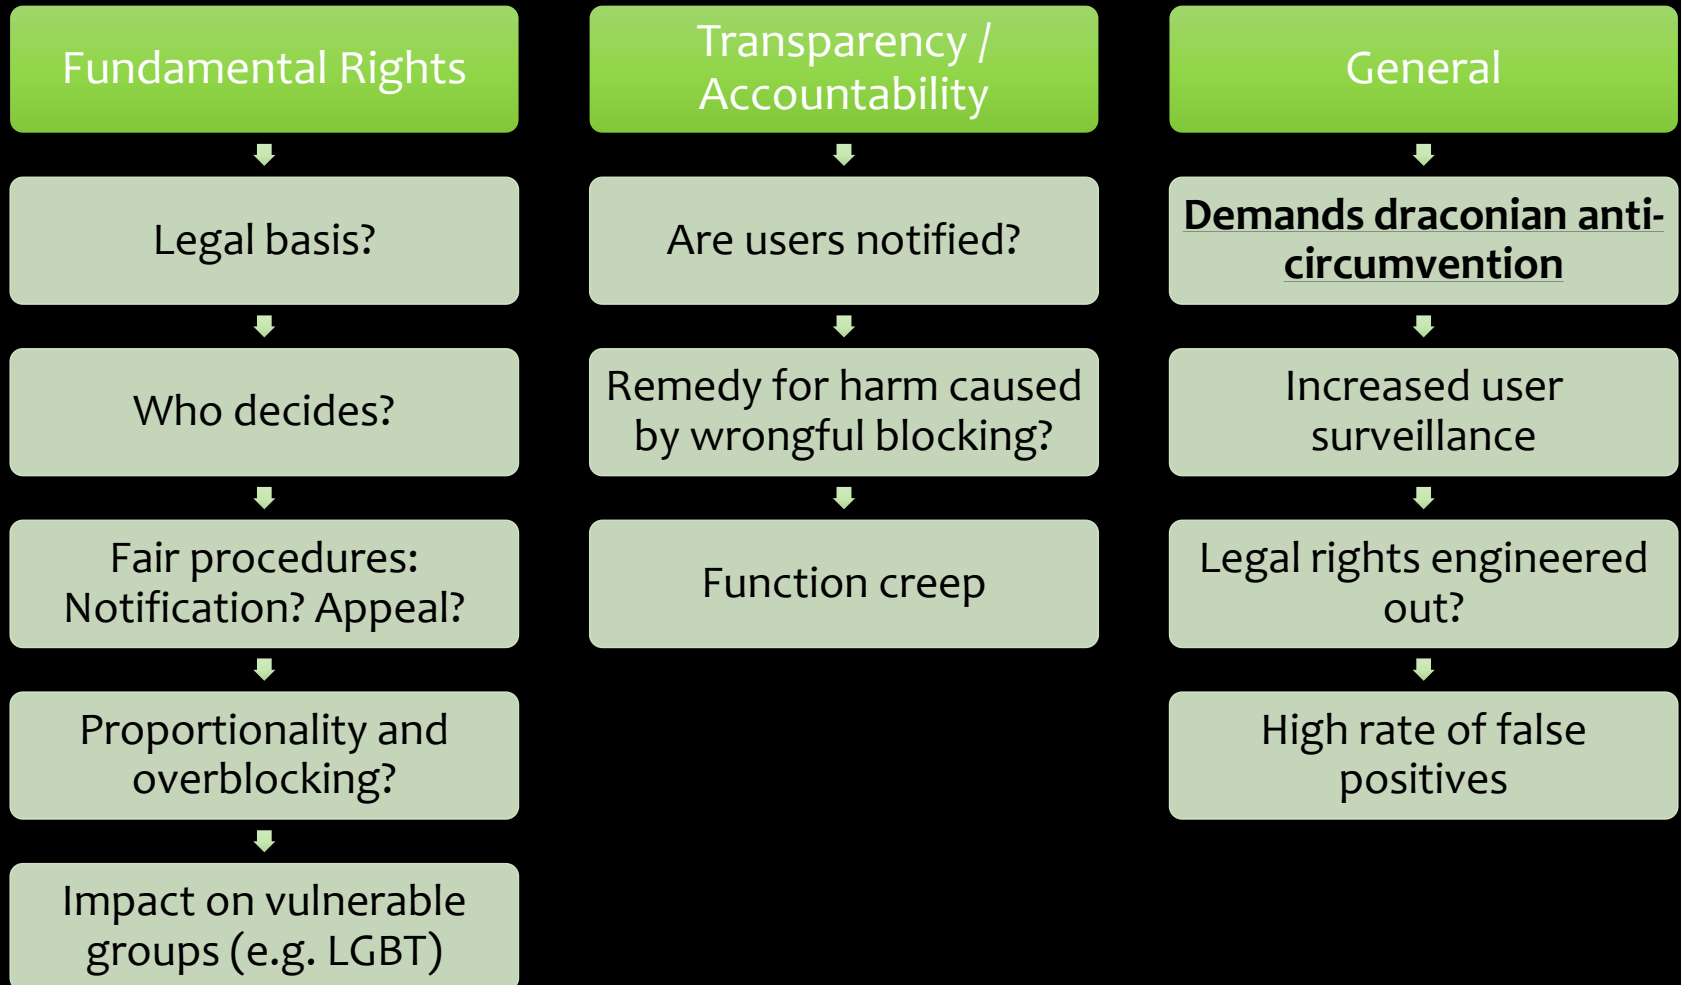 Fundamental Rights
Legal basis?
Who decides?
Fair procedures:
Notification? Appeal?
Proportionality and
overblocking?
Impact on vulnerable
groups (e.g. LGBT)
Transparency /
Accountability
Are users notified?
Remedy for harm caused
by wrongful blocking?
Function creep
General
Demands draconian anti-
circumvention
Increased user
surveillance
Legal rights engineered
out?
High rate of false
positives